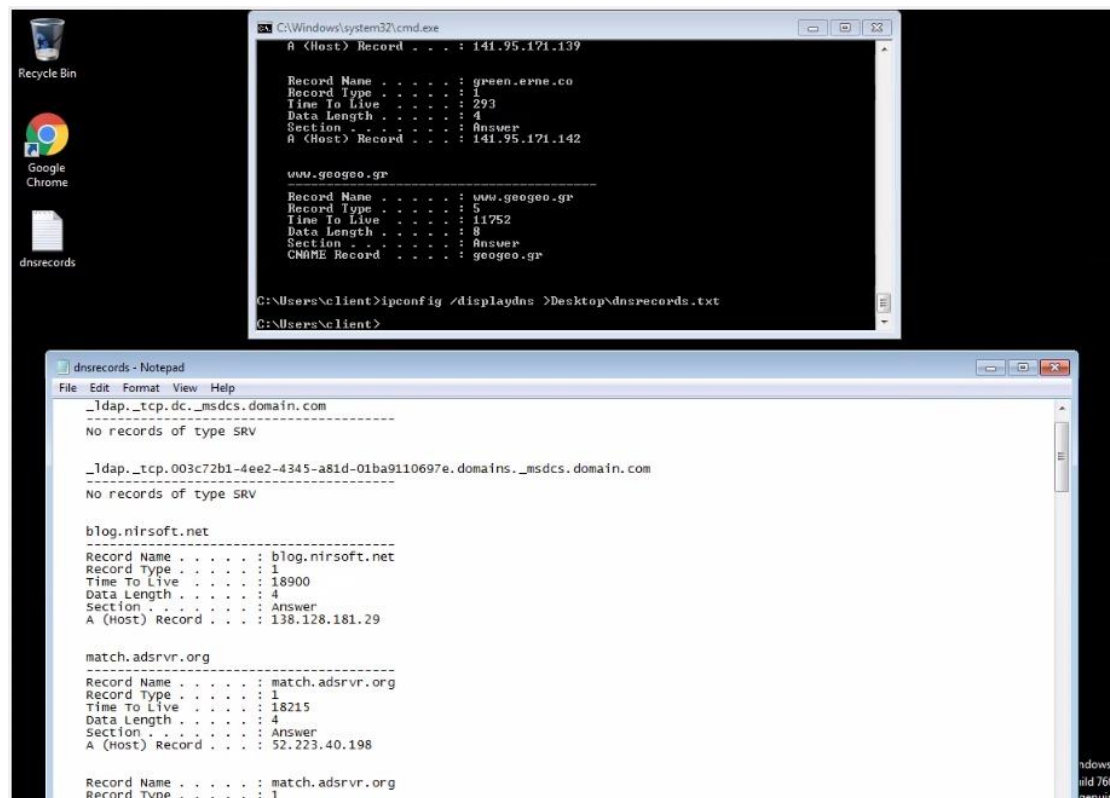 Recycle Bin
Google
Chrome
dnsrecords
C:\Windows\system32\cmd.exe
A (Host) Record . . . : 141.95.171.139
Record Name . . . . . : green.erne.co
Record Type . . . . . : 1
Time To Live  . . . . : 293
Data Length . . . . . : 4
Section . . . . . . . : Answer
A (Host) Record . . . : 141.95.171.142
www.geogeo.gr
----------------------------------------
Record Name . . . . . : www.geogeo.gr
Record Type . . . . . : 5
Time To Live  . . . . : 11752
Data Length . . . . . : 8
Section . . . . . . . : Answer
CNAME Record  . . . . : geogeo.gr
C:\Users\client>ipconfig /displaydns >Desktop\dnsrecords.txt
C:\Users\client>
dnsrecords - Notepad
File Edit Format View Help
_ldap._tcp.dc._msdcs.domain.com
----------------------------------------
No records of type SRV
_ldap._tcp.003c72b1-4ee2-4345-a81d-01ba9110697e.domains._msdcs.domain.com
----------------------------------------
No records of type SRV
blog.nirsoft.net
----------------------------------------
Record Name . . . . . : blog.nirsoft.net
Record Type . . . . . : 1
Time To Live  . . . . : 18900
Data Length . . . . . : 4
Section . . . . . . . : Answer
A (Host) Record . . . : 138.128.181.29
match.adsrvr.org
----------------------------------------
Record Name . . . . . : match.adsrvr.org
Record Type . . . . . : 1
Time To Live  . . . . : 18215
Data Length . . . . . : 4
Section . . . . . . . : Answer
A (Host) Record . . . : 52.223.40.198
Record Name . . . . . : match.adsrvr.org
Record Type . . . . . : 1
ndows
ild 76